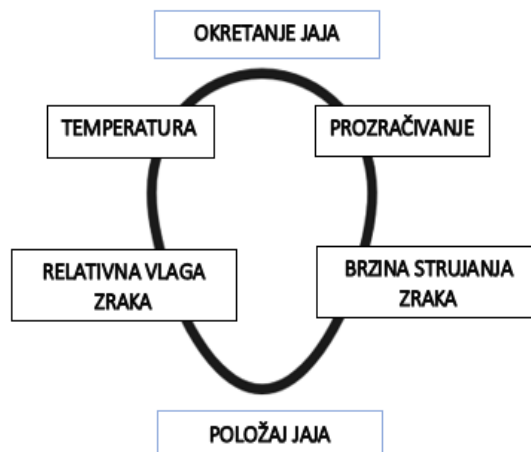 OKRETANJE JAJA
TEMPERATURA
PROZRAČIVANJE
RELATIVNA VLAGA
ZRAKA
BRZINA STRUJANJA
ZRAKA
POLOŽAJ JAJA